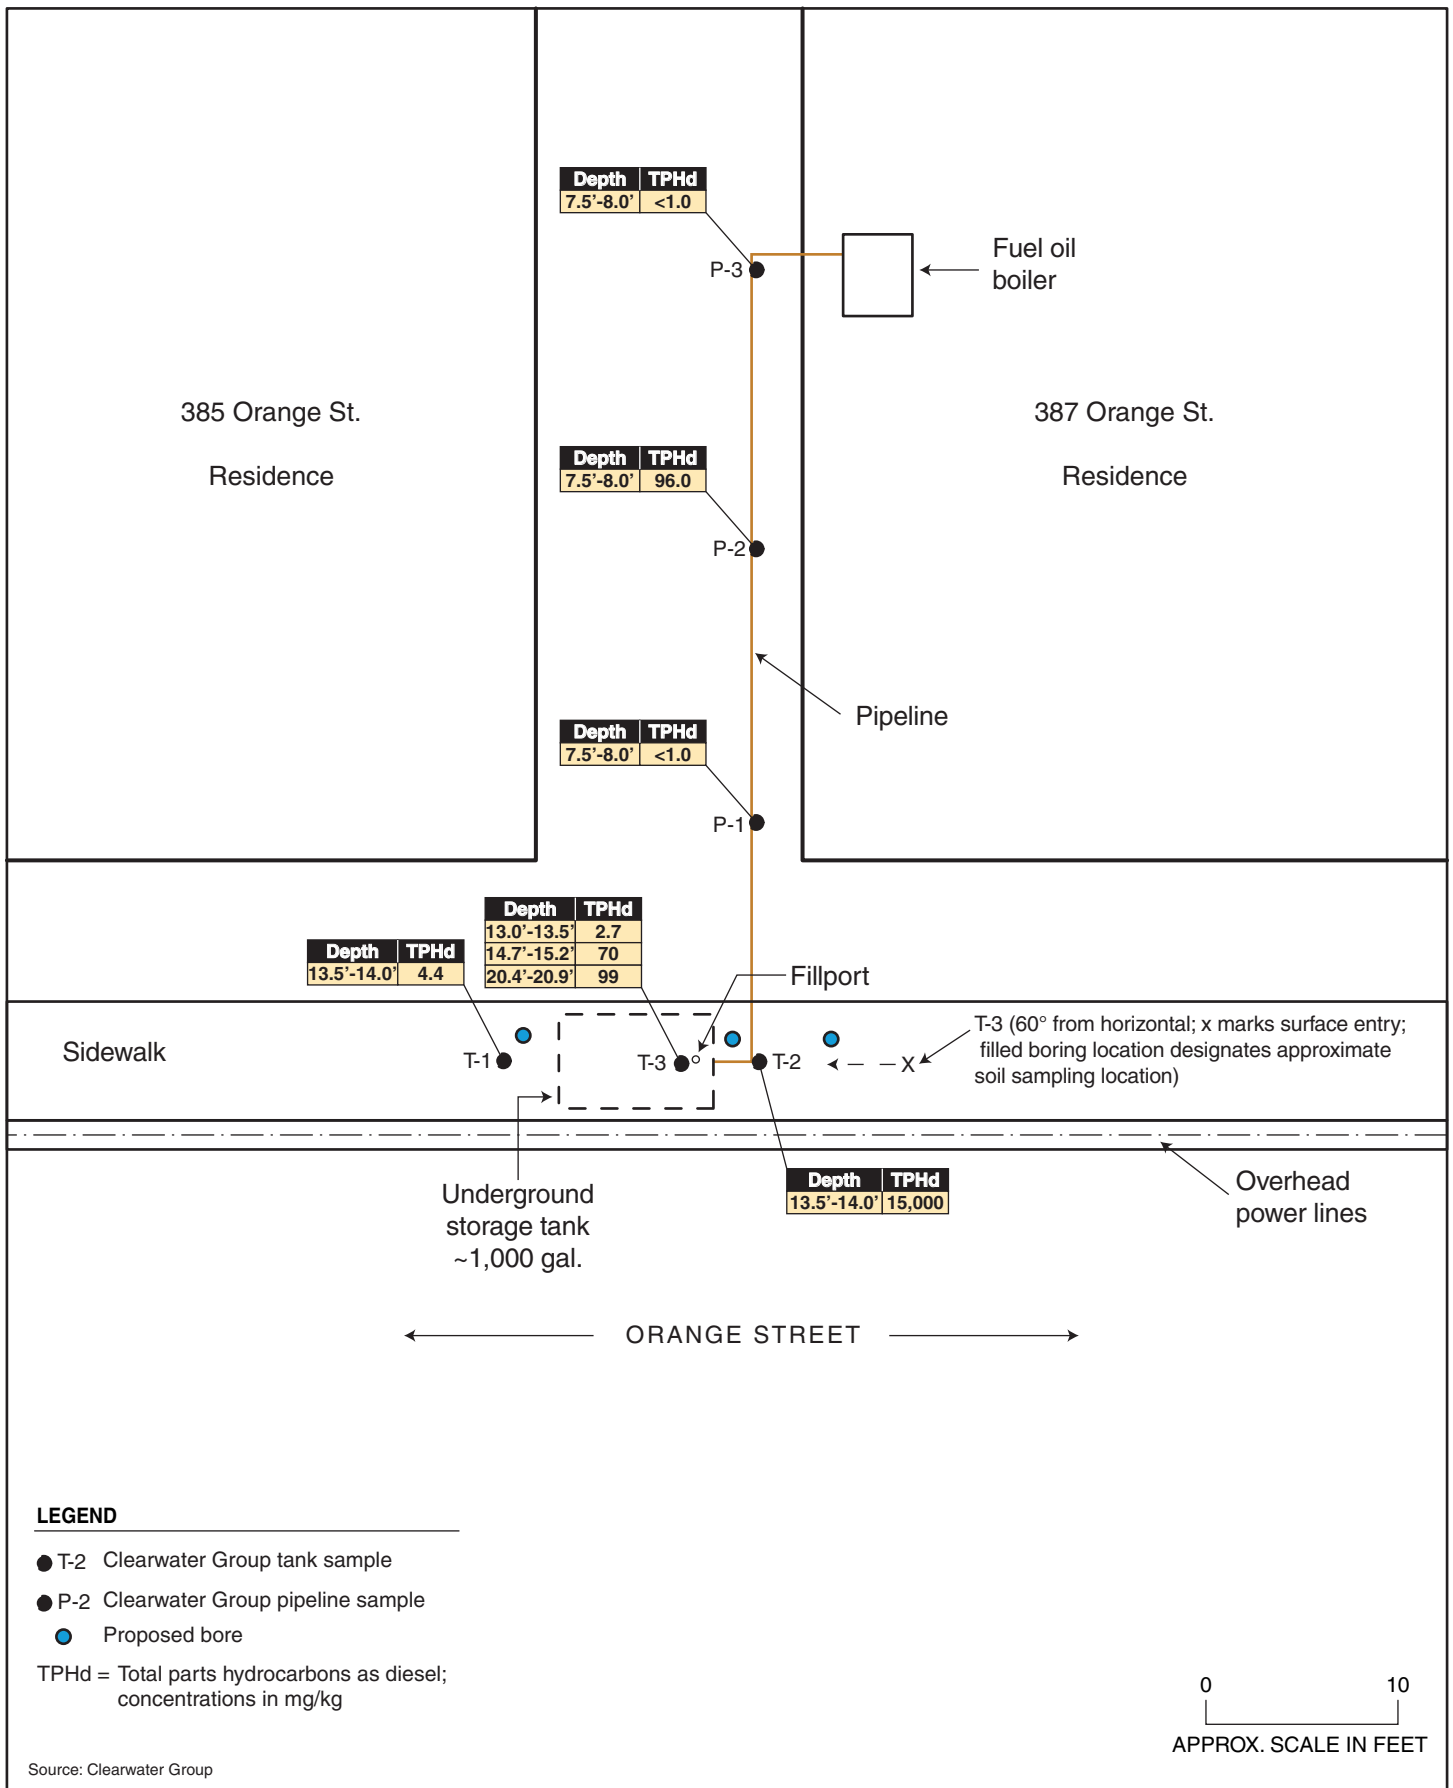 Depth TPHd
7.5’-8.0’ <1.0
P-3
Fuel oil
boiler
385 Orange St.
Residence
387 Orange St.
Residence
Depth TPHd
7.5’-8.0’ 96.0
P-2
Pipeline
Depth TPHd
7.5’-8.0’ <1.0
P-1
Depth TPHd
13.0’-13.5’ 2.7
14.7’-15.2’ 70
20.4’-20.9’ 99
Depth TPHd
13.5’-14.0’ 4.4
Fillport
Sidewalk
T-1
T-3
T-2
X
T-3 (60° from horizontal; x marks surface entry;
filled boring location designates approximate
soil sampling location)
Depth TPHd
13.5’-14.0’ 15,000
Underground
storage tank
~1,000 gal.
Overhead
power lines
ORANGE STREET
LEGEND
T-2 Clearwater Group tank sample
P-2 Clearwater Group pipeline sample
Proposed bore
TPHd = Total parts hydrocarbons as diesel;
concentrations in mg/kg
0 10
APPROX. SCALE IN FEET
Source: Clearwater Group